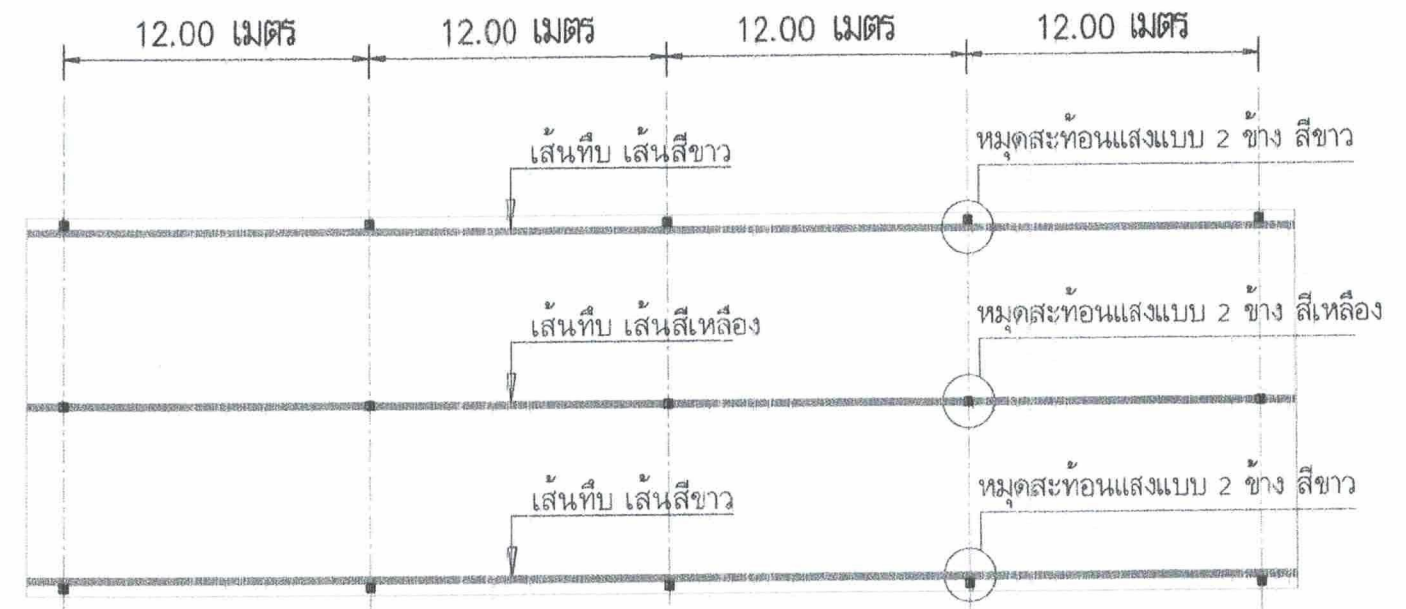 12.00 เมตร 12.00 เมตร 12.00 เมตร 12.00 เมตร
เส้นทึบ เส้นสีขาว
หมุดสะท้อนแสงแบบ 2 ข้าง สีขาว
เส้นทึบ เส้นสีเหลือง
หมุดสะท้อนแสงแบบ 2 ข้าง สีเหลือง
เส้นทึบ เส้นสีขาว
หมุดสะท้อนแสงแบบ 2 ข้าง สีขาว